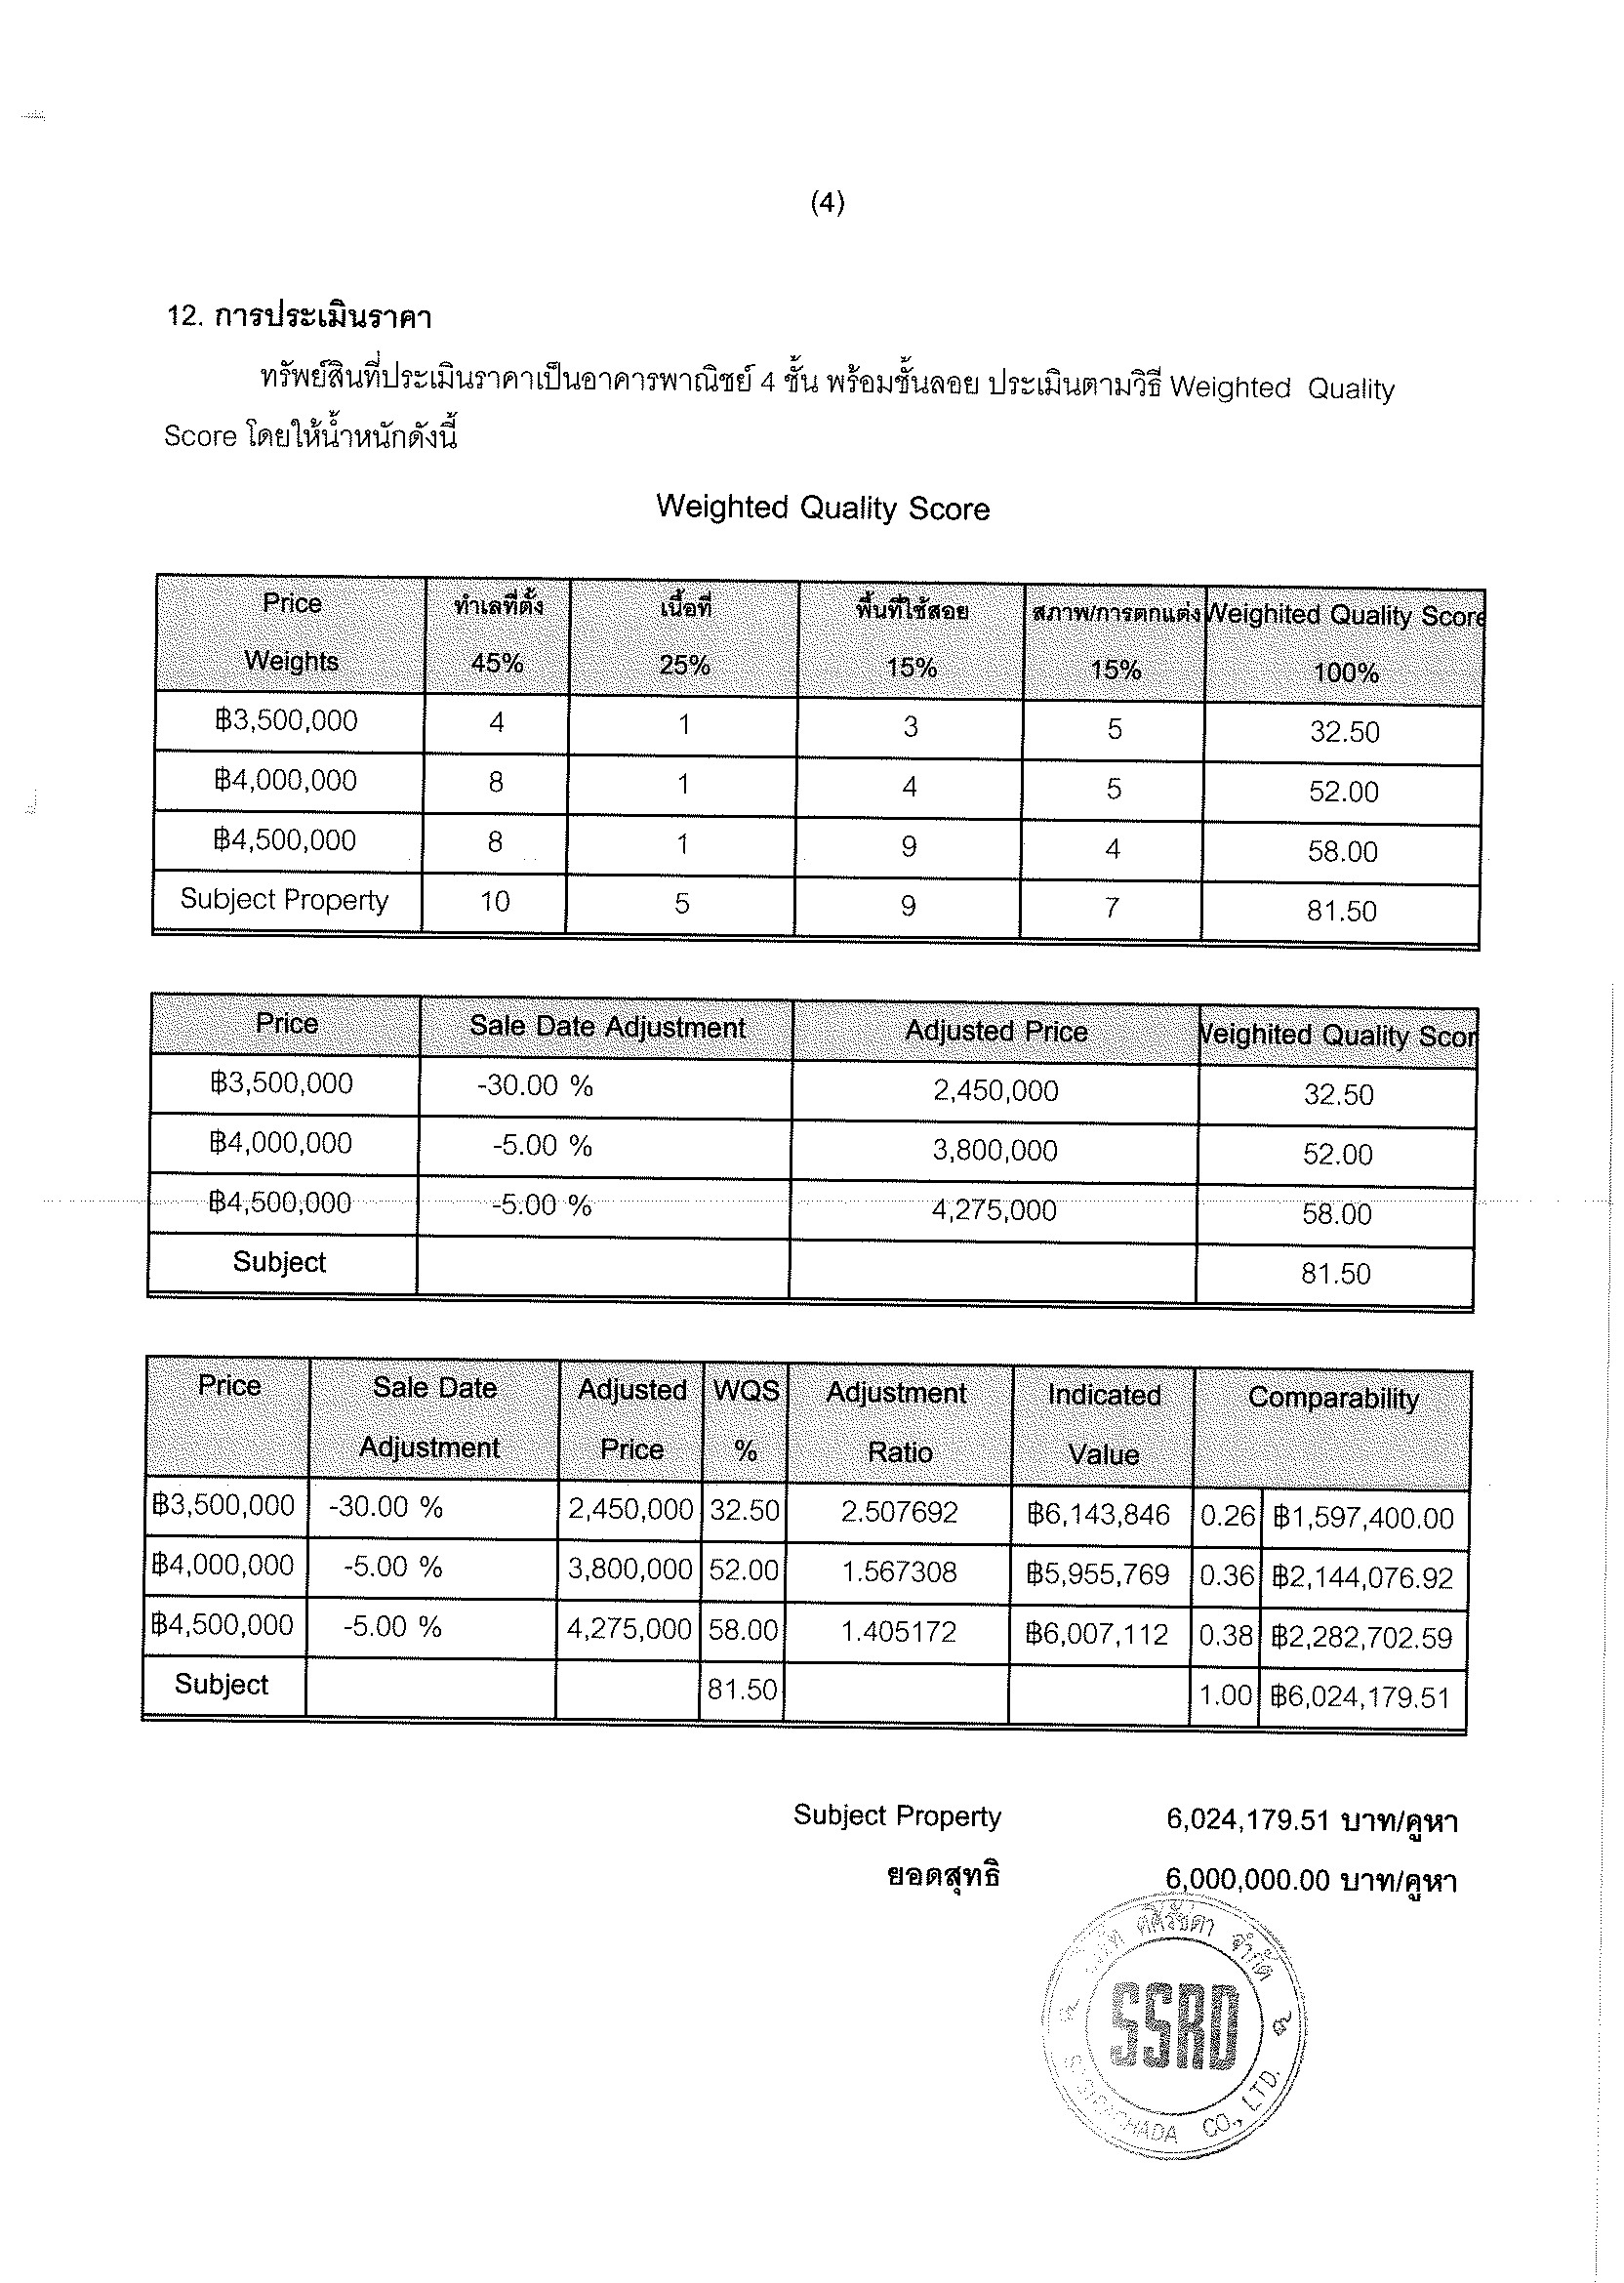 (4)
12. การประเมินราคา
ทรัพย์สินที่ประเมินราคาเป็นอาคารพาณิชย์ 4 ชั้น พร้อมชั้นลอย ประเมินตามวิธี Weighted Quality
Score โดยให้น้ำหนักดังนี้
Weighted Quality Score
Price ทำเลที่ตั้ง เนื้อที่ พื้นที่ใช้สอย สภาพ/การตกแต่ง Weighited Quality Score
Weights 45% 25% 15% 15% 100%
฿3,500,000 4 1 3 5 32.50
฿4,000,000 8 1 4 5 52.00
฿4,500,000 8 1 9 4 58.00
Subject Property 10 5 9 7 81.50
Price Sale Date Adjustment Adjusted Price Weighited Quality Scor
฿3,500,000 -30.00 % 2,450,000 32.50
฿4,000,000 -5.00 % 3,800,000 52.00
฿4,500,000 -5.00 % 4,275,000 58.00
Subject 81.50
Price Sale Date Adjusted WQS Adjustment Indicated Comparability
Adjustment Price % Ratio Value
฿3,500,000 -30.00 % 2,450,000 32.50 2.507692 ฿6,143,846 0.26 ฿1,597,400.00
฿4,000,000 -5.00 % 3,800,000 52.00 1.567308 ฿5,955,769 0.36 ฿2,144,076.92
฿4,500,000 -5.00 % 4,275,000 58.00 1.405172 ฿6,007,112 0.38 ฿2,282,702.59
Subject 81.50 1.00 ฿6,024,179.51
Subject Property 6,024,179.51 บาท/คูหา
ยอดสุทธิ 6,000,000.00 บาท/คูหา
จำกัด
SSRD
CO., LTD.